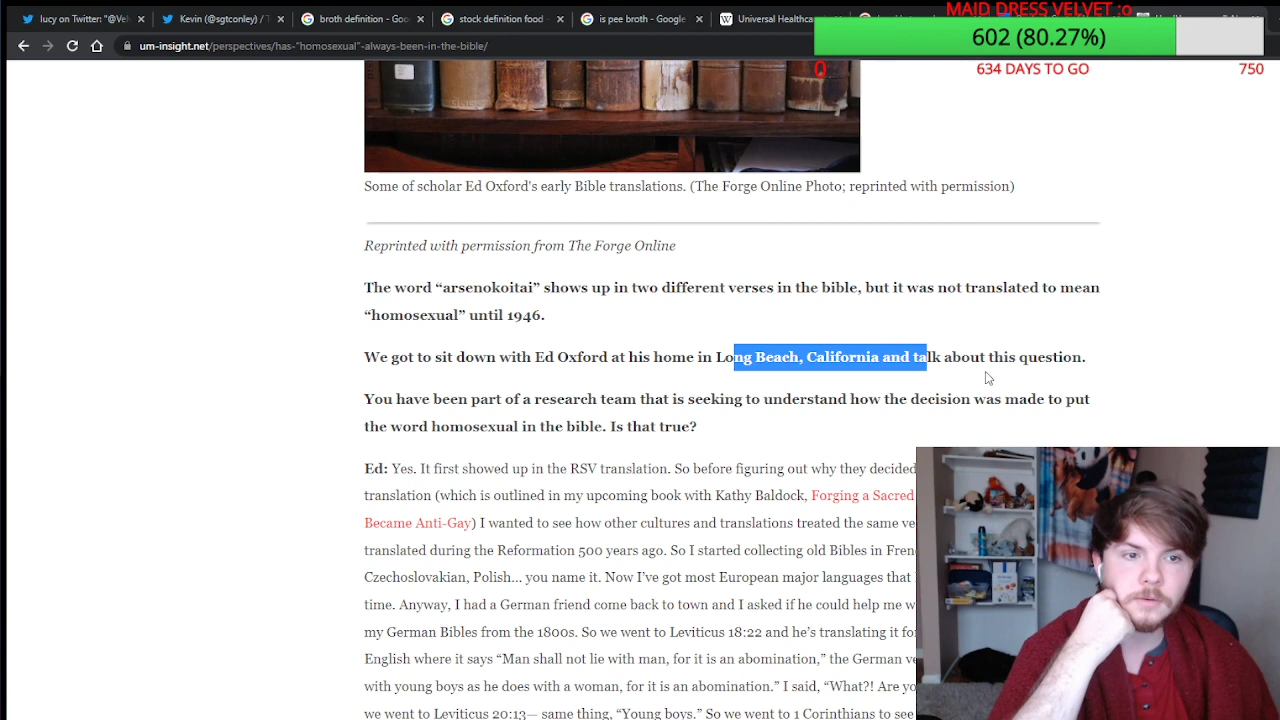 MAID DRESS VELVET :o
lucy on Twitter: "@Vel
Kevin (@sgtconley) / T
broth definition - Goo
stock definition food -
is pee broth - Google
Universal Healthcare
um-insight.net/perspectives/has-"homosexual"-always-been-in-the-bible/
602 (80.27%)
0
634 DAYS TO GO
750
Some of scholar Ed Oxford's early Bible translations. (The Forge Online Photo; reprinted with permission)
Reprinted with permission from The Forge Online
The word “arsenokoitai” shows up in two different verses in the bible, but it was not translated to mean
“homosexual” until 1946.
We got to sit down with Ed Oxford at his home in Long Beach, California and talk about this question.
You have been part of a research team that is seeking to understand how the decision was made to put
the word homosexual in the bible. Is that true?
Ed: Yes. It first showed up in the RSV translation. So before figuring out why they decided
translation (which is outlined in my upcoming book with Kathy Baldock, Forging a Sacred
Became Anti-Gay) I wanted to see how other cultures and translations treated the same ve
translated during the Reformation 500 years ago. So I started collecting old Bibles in Fren
Czechoslovakian, Polish... you name it. Now I’ve got most European major languages that
time. Anyway, I had a German friend come back to town and I asked if he could help me w
my German Bibles from the 1800s. So we went to Leviticus 18:22 and he’s translating it fo
English where it says “Man shall not lie with man, for it is an abomination,” the German ve
with young boys as he does with a woman, for it is an abomination.” I said, “What?! Are yo
we went to Leviticus 20:13— same thing, “Young boys.” So we went to 1 Corinthians to see